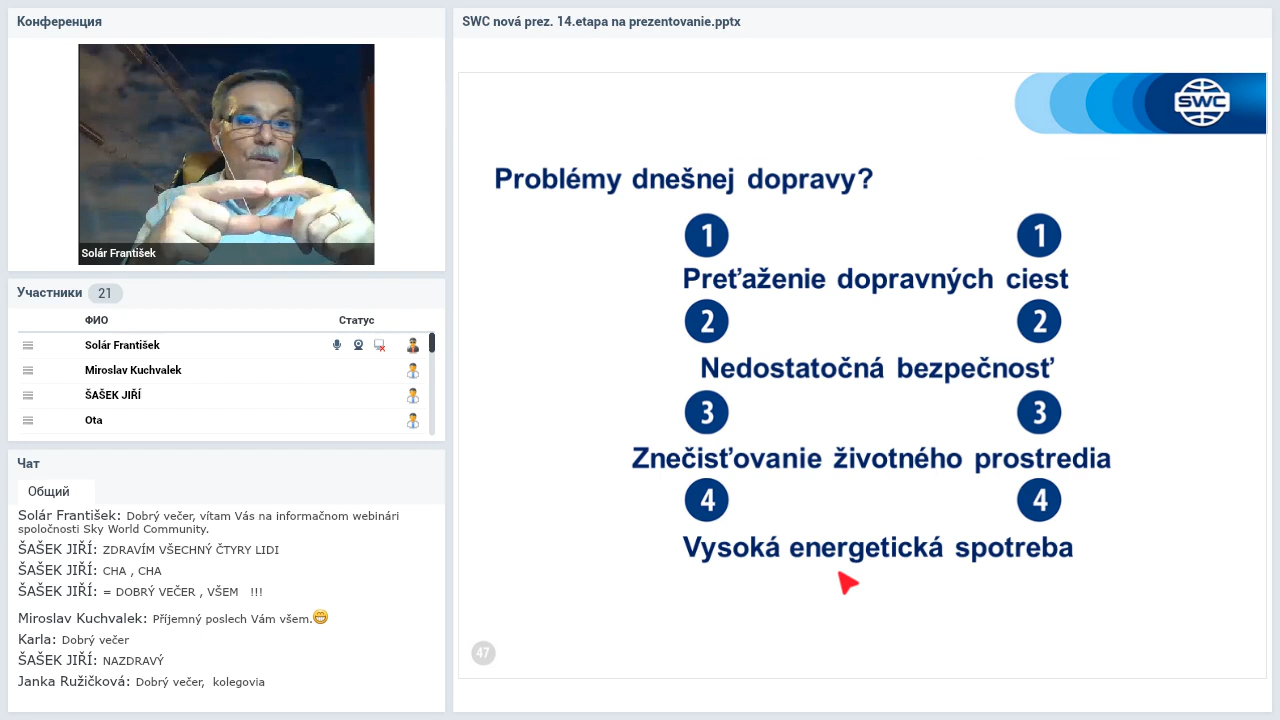 Конференция
Solár František
Участники 21
ФИО Статус
Solár František
Miroslav Kuchvalek
ŠAŠEK JIŘÍ
Ota
Чат
Общий
Solár František: Dobrý večer, vítam Vás na informačnom webinári
spoločnosti Sky World Community.
ŠAŠEK JIŘÍ: ZDRAVÍM VŠECHNÝ ČTYRY LIDI
ŠAŠEK JIŘÍ: CHA , CHA
ŠAŠEK JIŘÍ: = DOBRÝ VEČER , VŠEM !!!
Miroslav Kuchvalek: Příjemný poslech Vám všem.
Karla: Dobrý večer
ŠAŠEK JIŘÍ: NAZDRAVÝ
Janka Ružičková: Dobrý večer, kolegovia
SWC nová prez. 14.etapa na prezentovanie.pptx
SWC
Problémy dnešnej dopravy?
1 1
Preťaženie dopravných ciest
2 2
Nedostatočná bezpečnosť
3 3
Znečisťovanie životného prostredia
4 4
Vysoká energetická spotreba
47